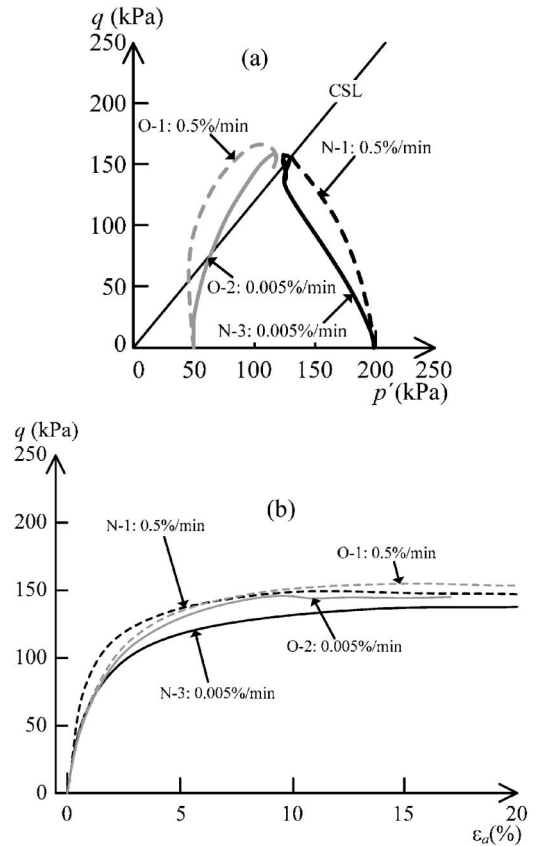 q (kPa)
250
(a)
200
CSL
O-1: 0.5%/min
N-1: 0.5%/min
150
100
50
O-2: 0.005%/min
N-3: 0.005%/min
0
0 50 100 150 200 250
p′(kPa)
q (kPa)
250
(b)
200
N-1: 0.5%/min
O-1: 0.5%/min
150
100
O-2: 0.005%/min
N-3: 0.005%/min
50
0
0 5 10 15 20
εa(%)